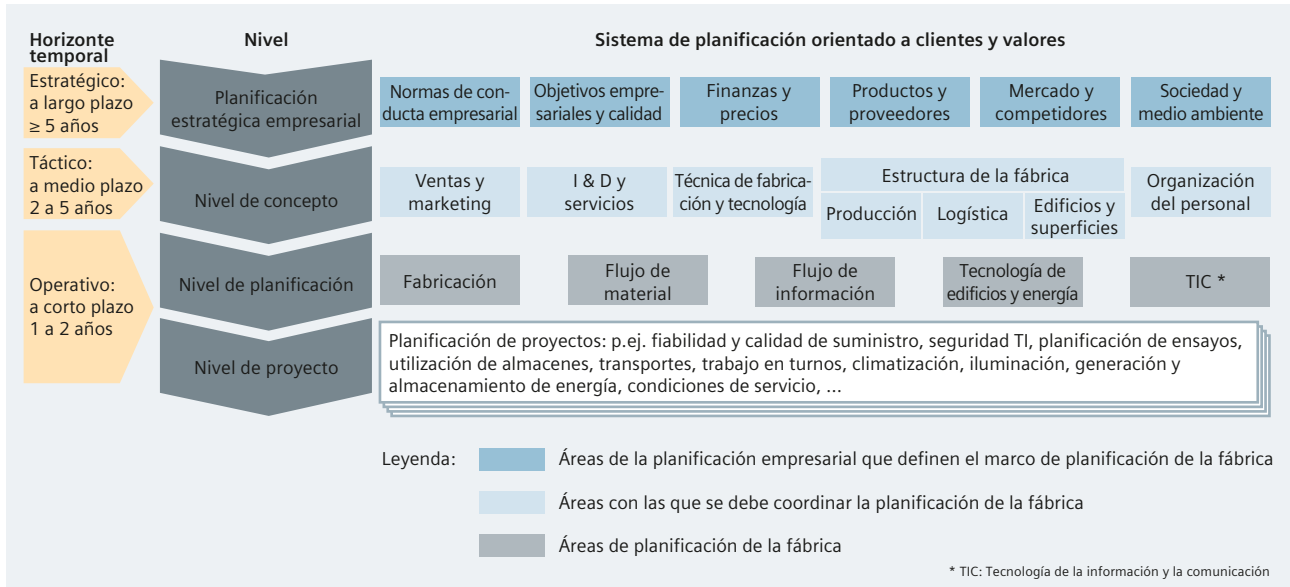 Horizonte
temporal
Nivel
Sistema de planificación orientado a clientes y valores
Estratégico:
a largo plazo
≥ 5 años
Planificación
estratégica empresarial
Normas de con-
ducta empresarial
Objetivos empre-
sariales y calidad
Finanzas y
precios
Productos y
proveedores
Mercado y
competidores
Sociedad y
medio ambiente
Táctico:
a medio plazo
2 a 5 años
Nivel de concepto
Ventas y
marketing
I & D y
servicios
Técnica de fabrica-
ción y tecnología
Estructura de la fábrica
Producción
Logística
Edificios y
superficies
Organización
del personal
Operativo:
a corto plazo
1 a 2 años
Nivel de planificación
Fabricación
Flujo de
material
Flujo de
información
Tecnología de
edificios y energía
TIC *
Nivel de proyecto
Planificación de proyectos: p.ej. fiabilidad y calidad de suministro, seguridad TI, planificación de ensayos,
utilización de almacenes, transportes, trabajo en turnos, climatización, iluminación, generación y
almacenamiento de energía, condiciones de servicio, ...
Leyenda:
Áreas de la planificación empresarial que definen el marco de planificación de la fábrica
Áreas con las que se debe coordinar la planificación de la fábrica
Áreas de planificación de la fábrica
* TIC: Tecnología de la información y la comunicación